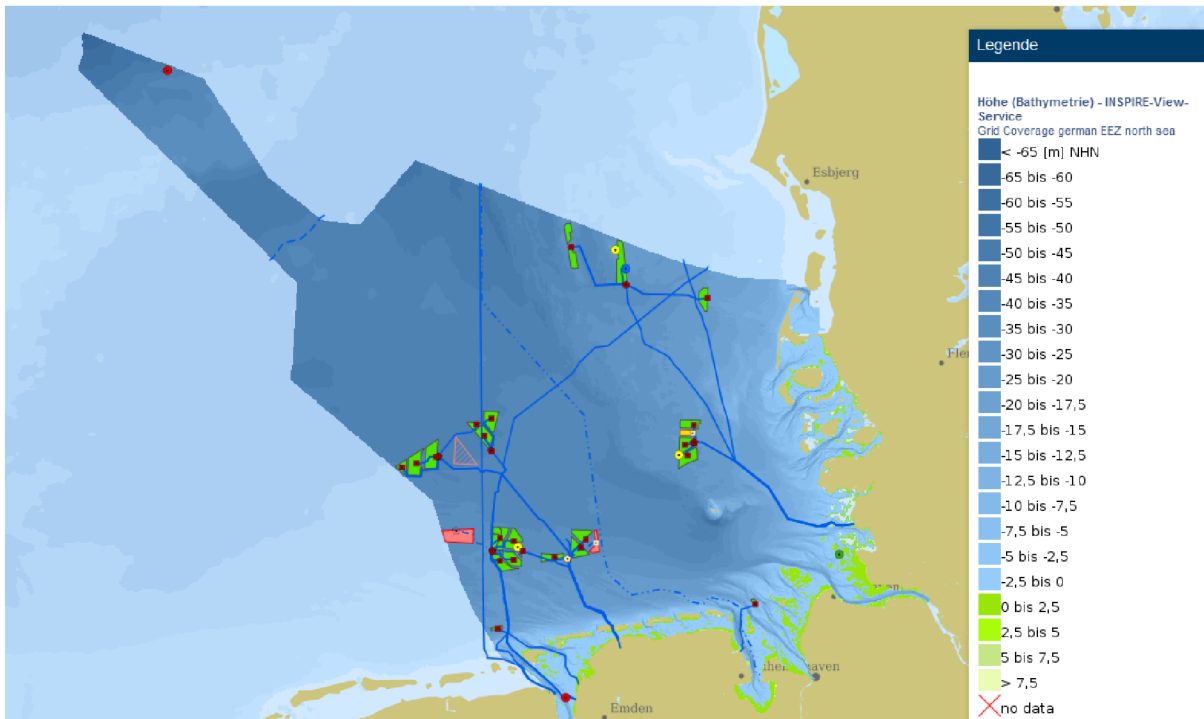 Legende
Höhe (Bathymetrie) - INSPIRE-View-
Service
Grid Coverage german EEZ north sea
< -65 [m] NHN
-65 bis -60
-60 bis -55
-55 bis -50
-50 bis -45
-45 bis -40
-40 bis -35
-35 bis -30
-30 bis -25
-25 bis -20
-20 bis -17,5
-17,5 bis -15
-15 bis -12,5
-12,5 bis -10
-10 bis -7,5
-7,5 bis -5
-5 bis -2,5
-2,5 bis 0
0 bis 2,5
2,5 bis 5
5 bis 7,5
> 7,5
no data
Esbjerg
Emden